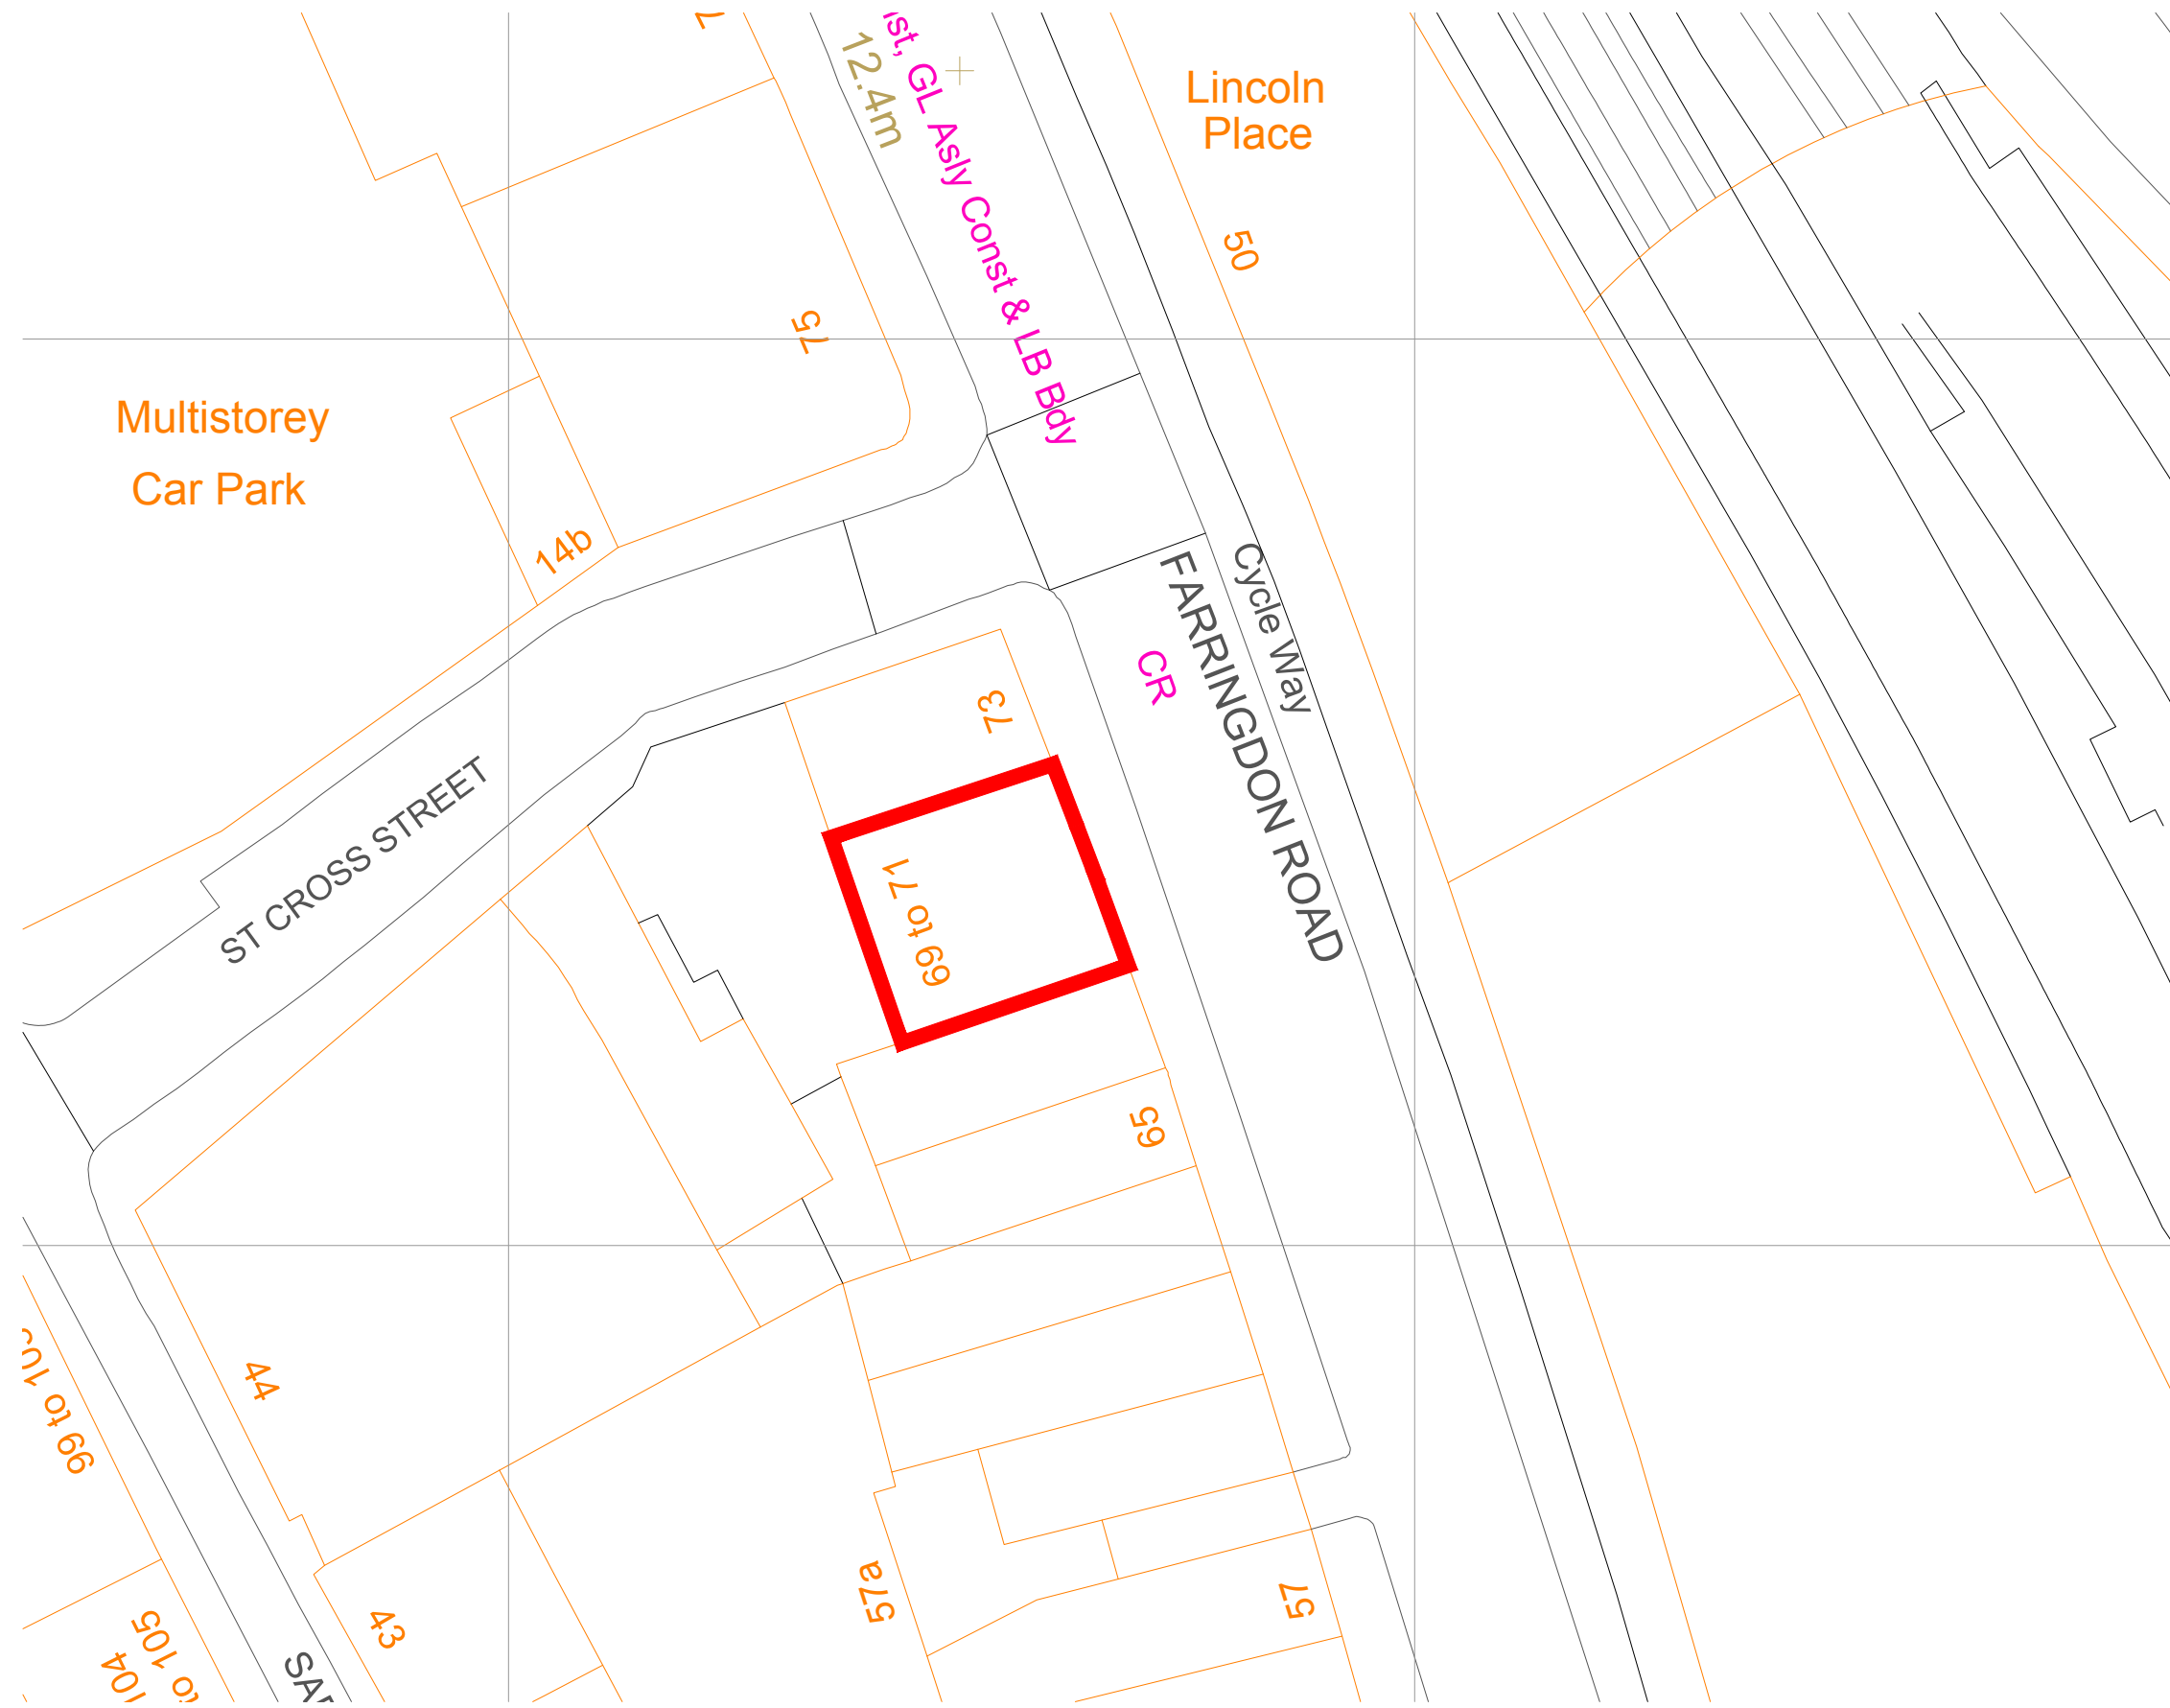 12.4m
st, GL Asly Const & LB Bdy
Lincoln
Place
50
75
Multistorey
Car Park
14b
Cycle Way
FARRINGDON ROAD
CR
73
ST CROSS STREET
69 to 71
65
44
99 to
43
57a
57